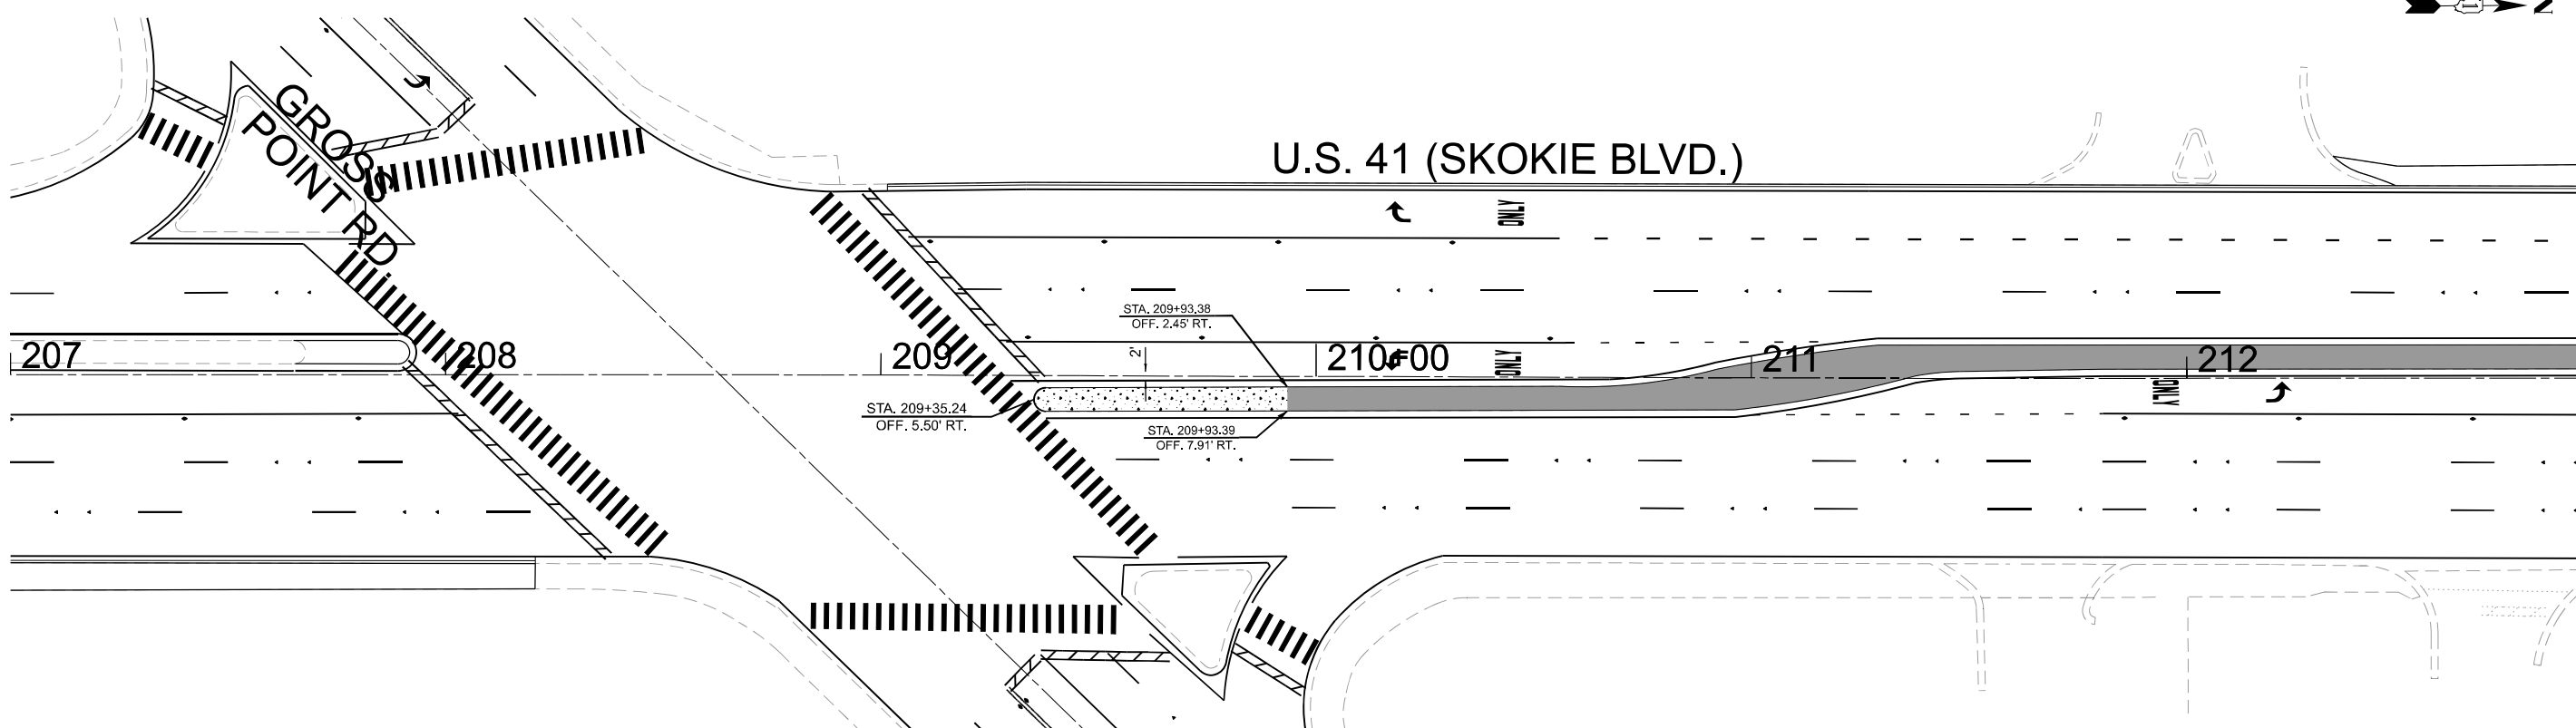 N
GROSS
POINT RD.
U.S. 41 (SKOKIE BLVD.)
ONLY
STA. 209+93.38
OFF. 2.45' RT.
207
208
209
2'
210+00
ONLY
211
212
ONLY
STA. 209+35.24
OFF. 5.50' RT.
STA. 209+93.39
OFF. 7.91' RT.